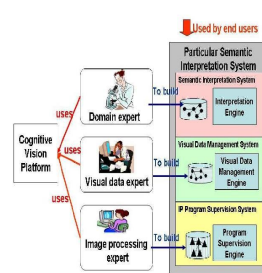 Used by end users
Particular Semantic
Interpretation System
Semantic Interpretation System
To build
Interpretation
Engine
Domain expert
uses
Cognitive
Vision
Platform
uses
Visual Data Management System
To build
Visual Data
Management
Engine
Visual data expert
uses
IP Program Supervision System
To build
Program
Supervision
Engine
Image processing
expert